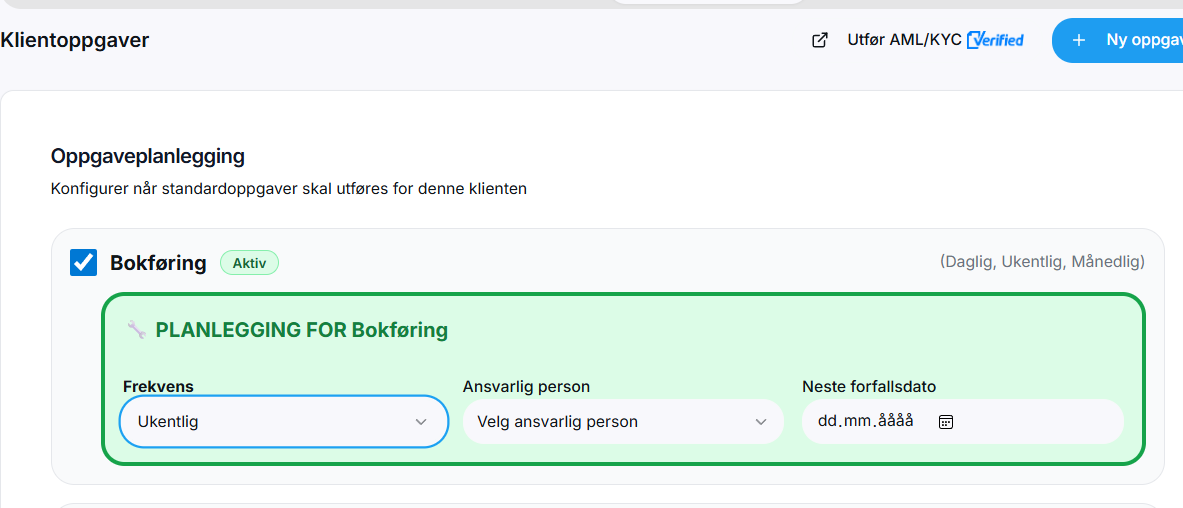 Klientoppgaver
Utfør AML/KYC Verified
+ Ny oppgav
Oppgaveplanlegging
Konfigurer når standardoppgaver skal utføres for denne klienten
Bokføring Aktiv (Daglig, Ukentlig, Månedlig)
PLANLEGGING FOR Bokføring
Frekvens Ansvarlig person Neste forfallsdato
Ukentlig Velg ansvarlig person dd.mm.åååå